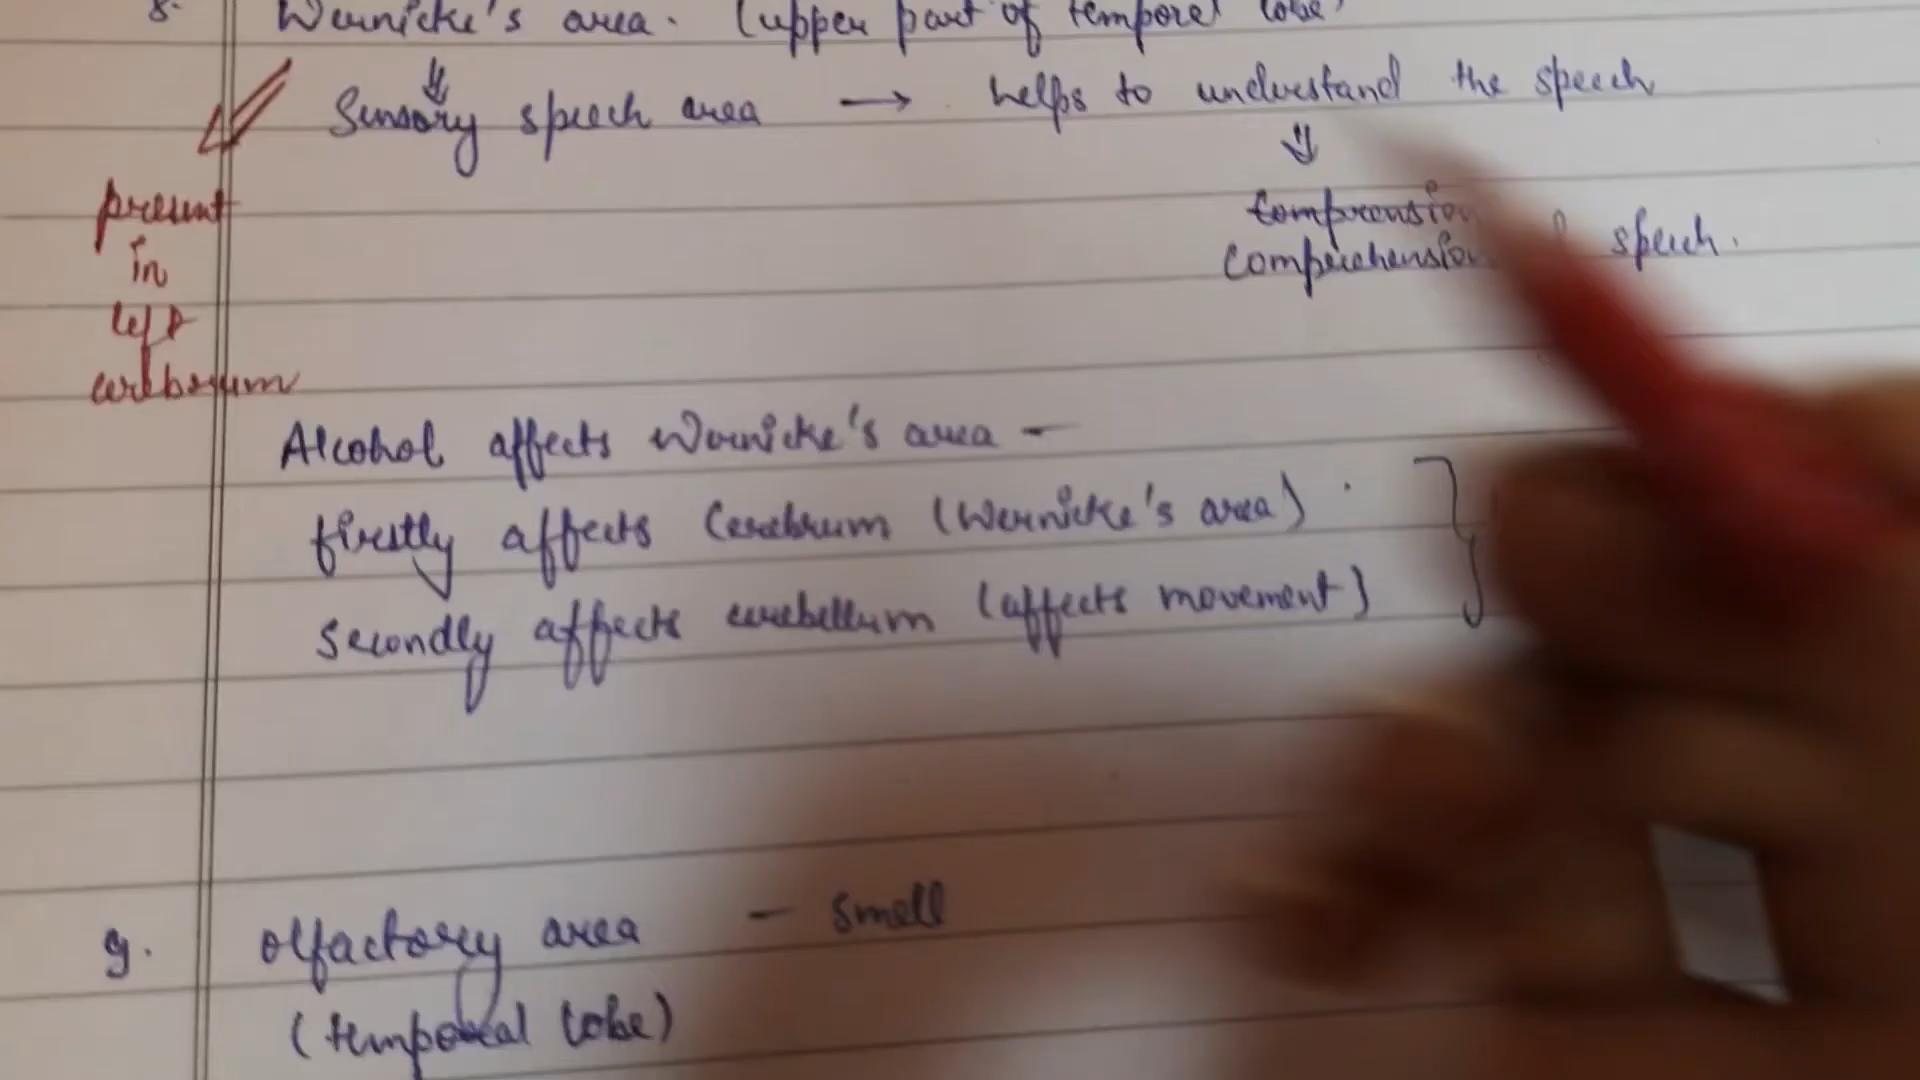 8. Wernicke's area. (upper part of temporal lobe)
Sensory speech area → helps to understand the speech
present
in
left
cerebrum
comprension
comprehension speech.
Alcohol affects Wernicke's area -
firstly affects Cerebrum (Wernicke's area).
Secondly affects cerebellum (affects movement)
9. olfactory area - smell
(temporal lobe)